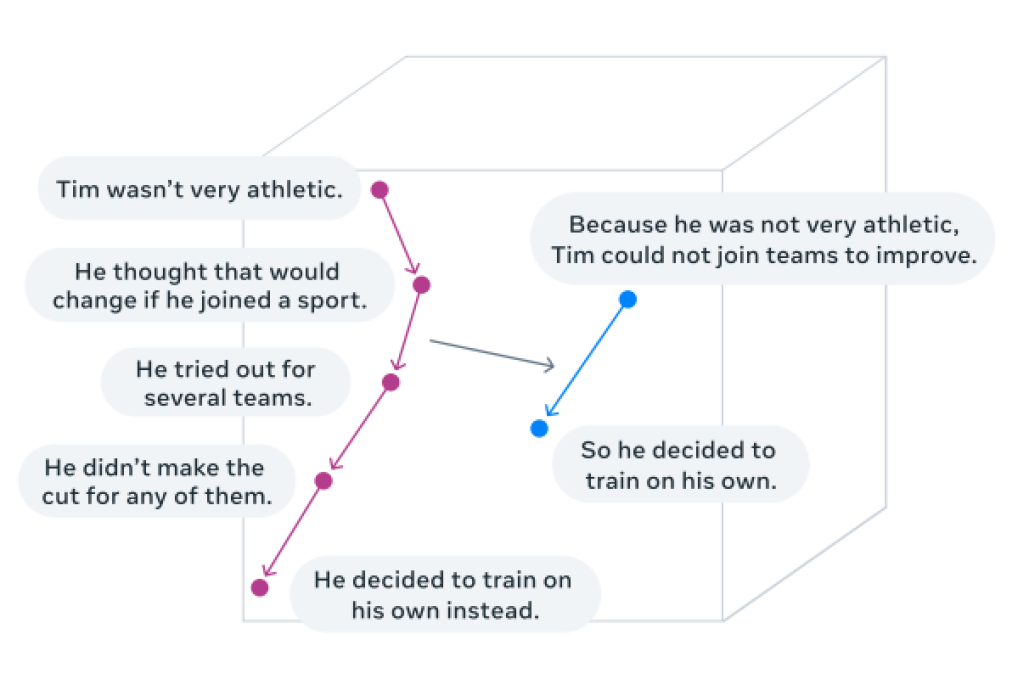 Tim wasn’t very athletic.
He thought that would
change if he joined a sport.
He tried out for
several teams.
He didn’t make the
cut for any of them.
He decided to train on
his own instead.
Because he was not very athletic,
Tim could not join teams to improve.
So he decided to
train on his own.